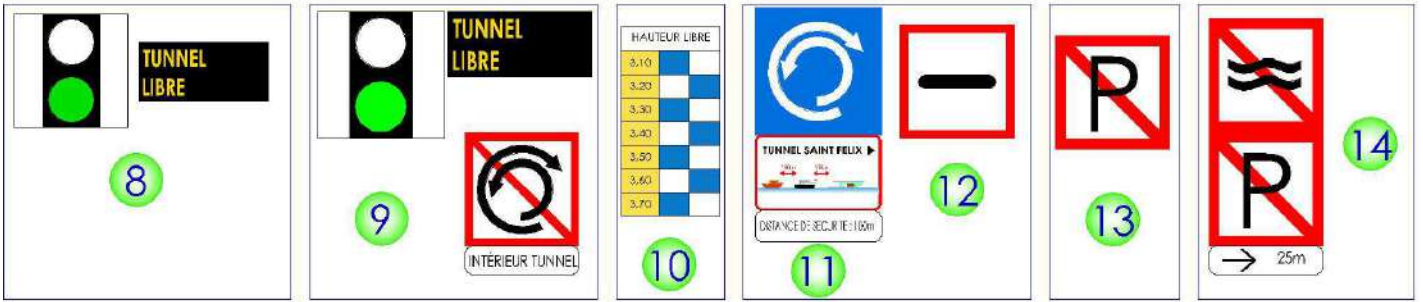 TUNNEL
LIBRE
8
TUNNEL
LIBRE
INTÉRIEUR TUNNEL
9
HAUTEUR LIBRE
3,10
3,20
3,30
3,40
3,50
3,60
3,70
10
TUNNEL SAINT FELIX
DISTANCE DE SECURITE : 100m
11
12
P
13
P
25m
14